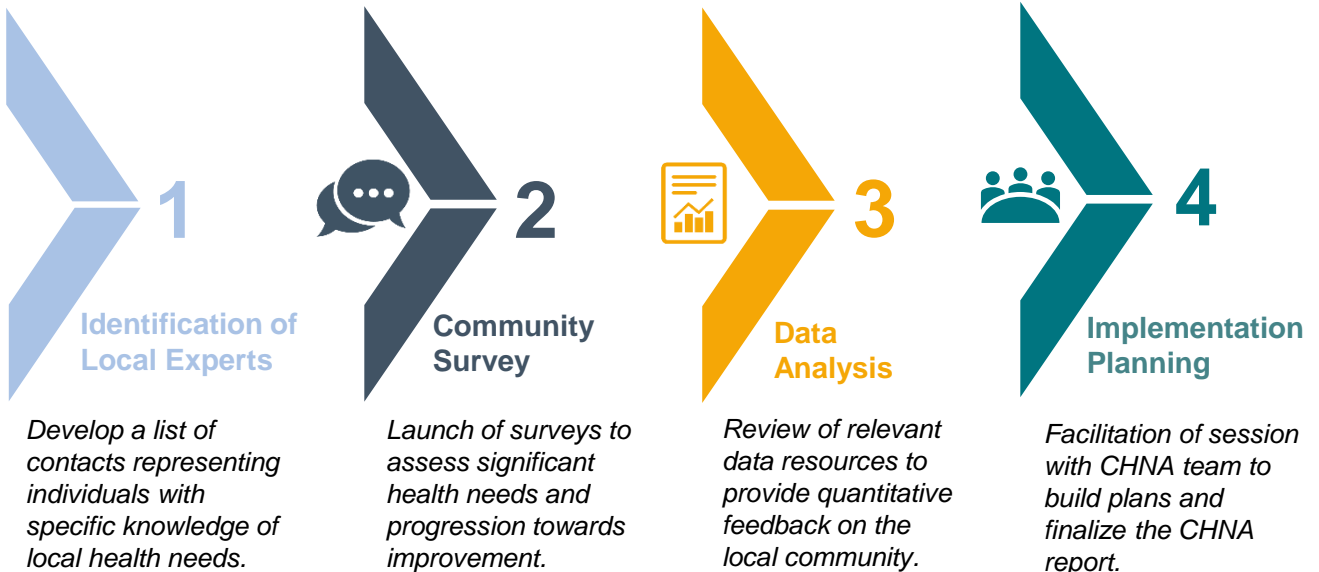 1
Identification of
Local Experts
Develop a list of
contacts representing
individuals with
specific knowledge of
local health needs.
2
Community
Survey
Launch of surveys to
assess significant
health needs and
progression towards
improvement.
3
Data
Analysis
Review of relevant
data resources to
provide quantitative
feedback on the
local community.
4
Implementation
Planning
Facilitation of session
with CHNA team to
build plans and
finalize the CHNA
report.